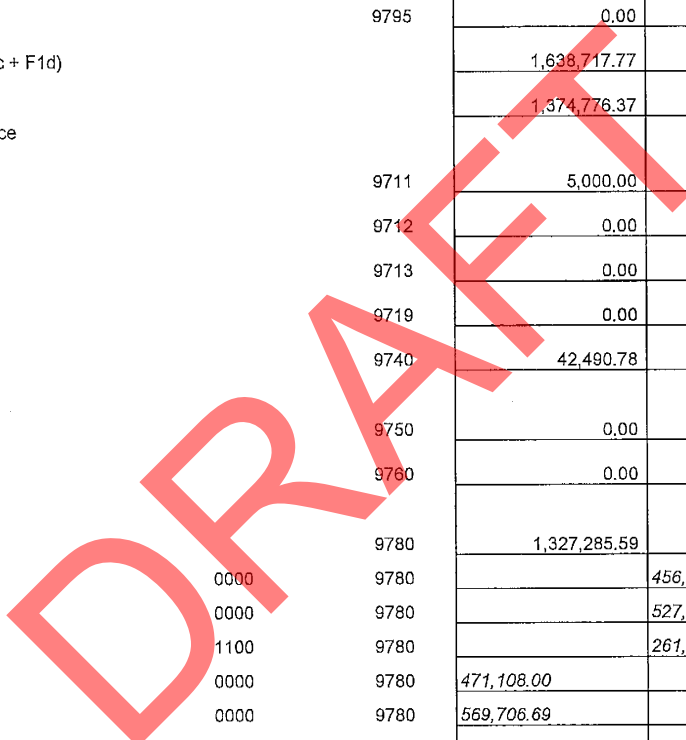 9795 0.00
c + F1d) 1,638,717.77
1,374,776.37
ce
9711 5,000.00
9712 0.00
9713 0.00
9719 0.00
9740 42,490.78
9750 0.00
9760 0.00
9780 1,327,285.59
0000 9780 456,
0000 9780 527,
1100 9780 261,
0000 9780 471,108.00
0000 9780 569,706.69
DRAFT